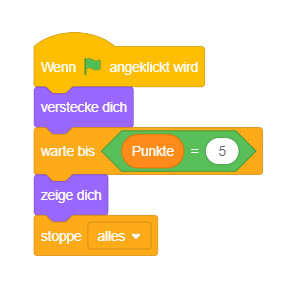 Wenn angeklickt wird
verstecke dich
warte bis Punkte = 5
zeige dich
stoppe alles